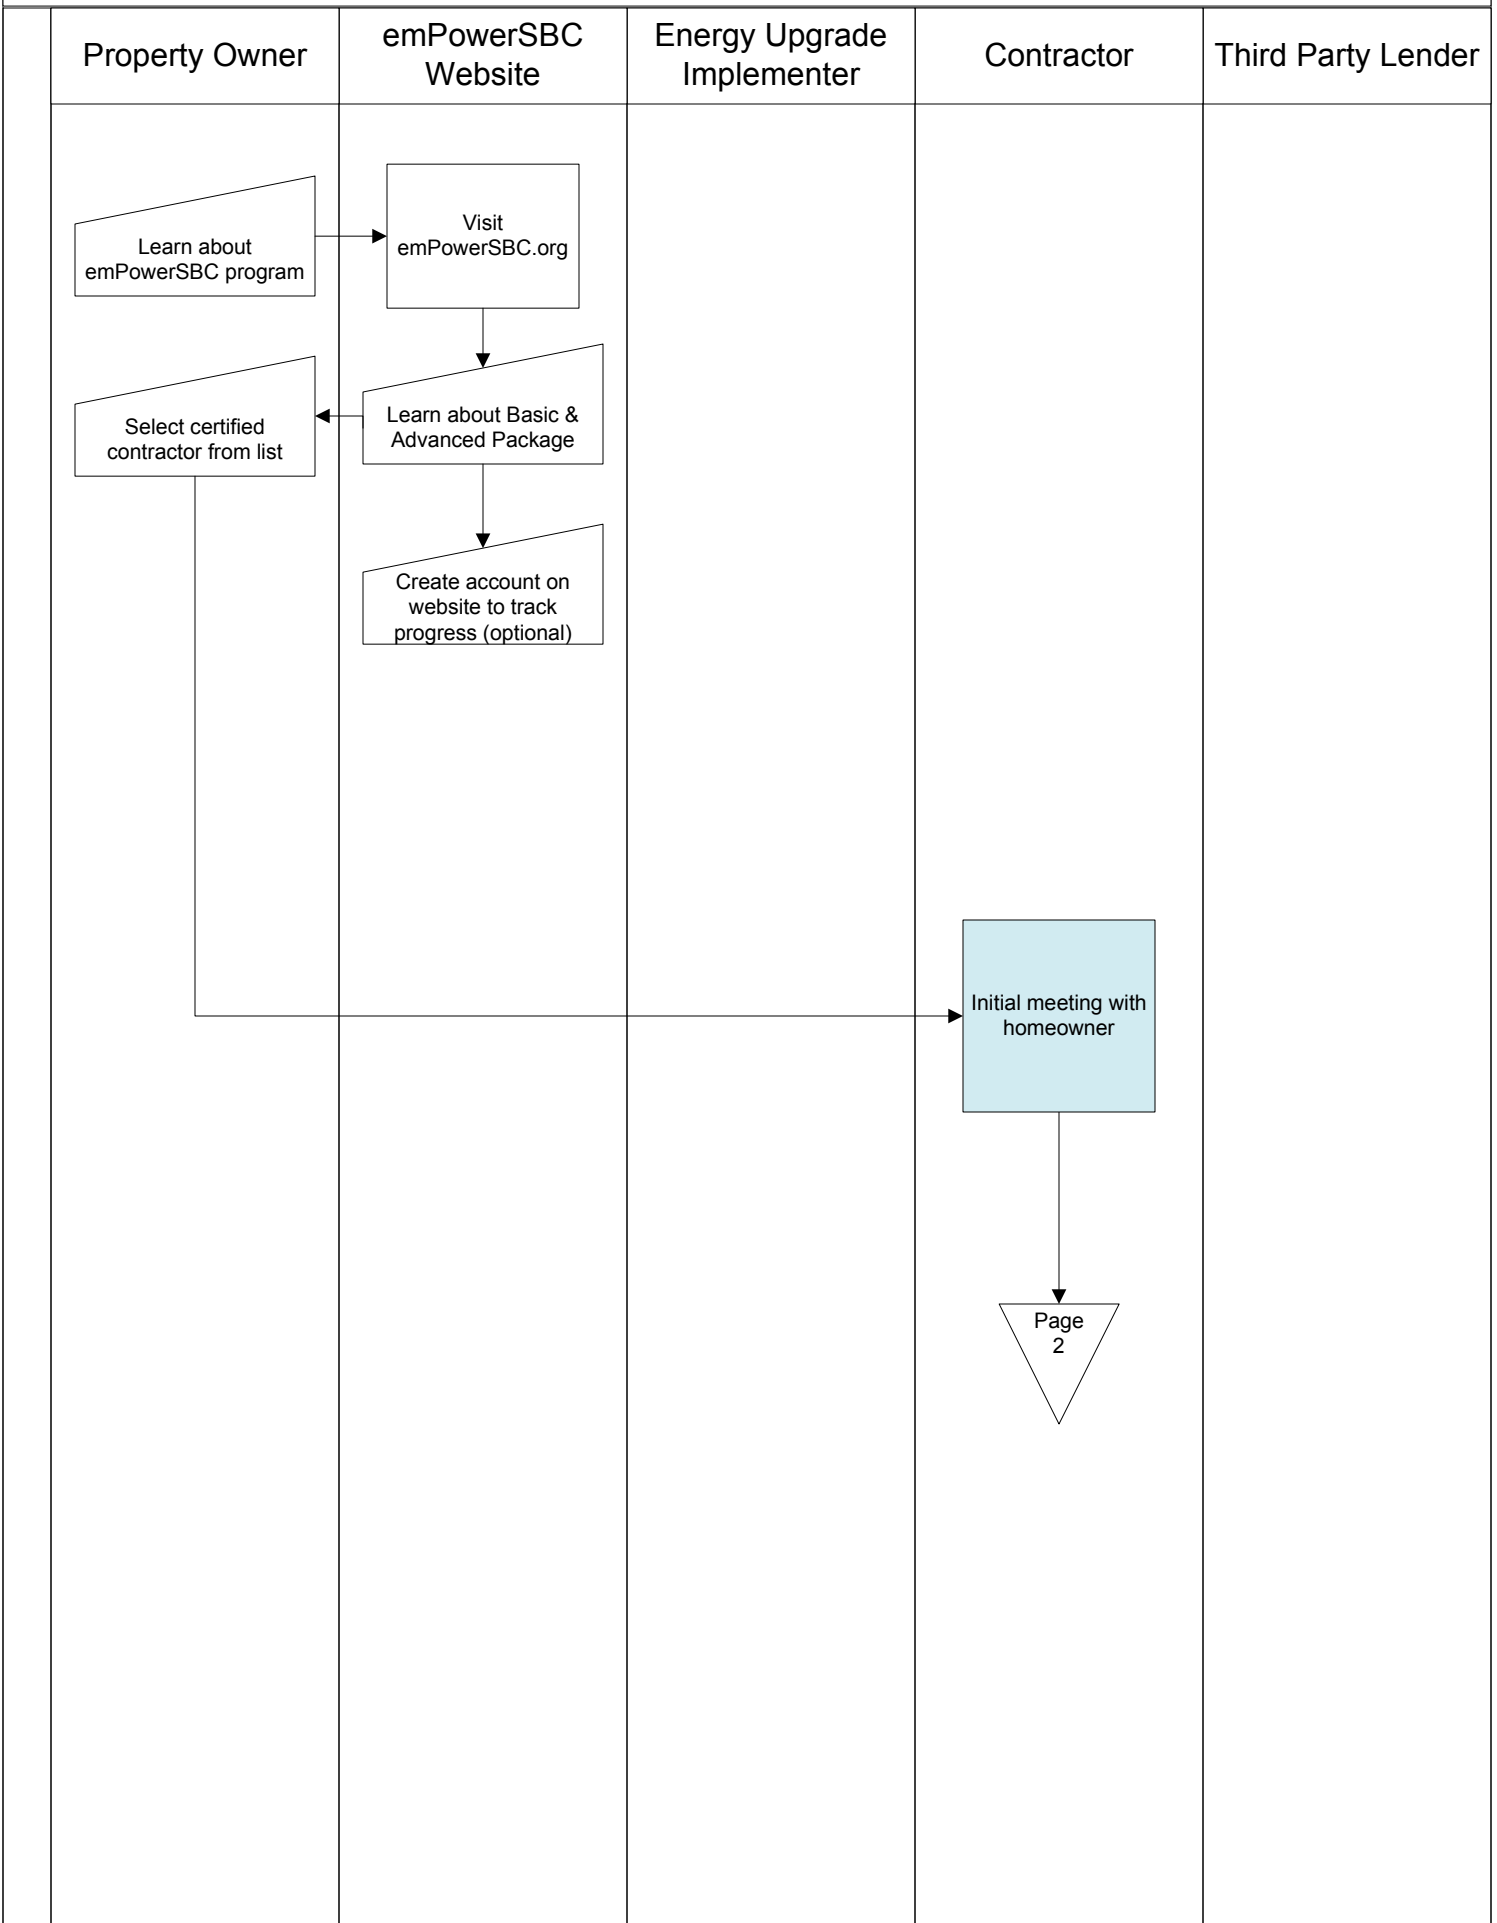 Property Owner
emPowerSBC
Website
Energy Upgrade
Implementer
Contractor
Third Party Lender
Learn about
emPowerSBC program
Visit
emPowerSBC.org
Select certified
contractor from list
Learn about Basic &
Advanced Package
Create account on
website to track
progress (optional)
Initial meeting with
homeowner
Page
2